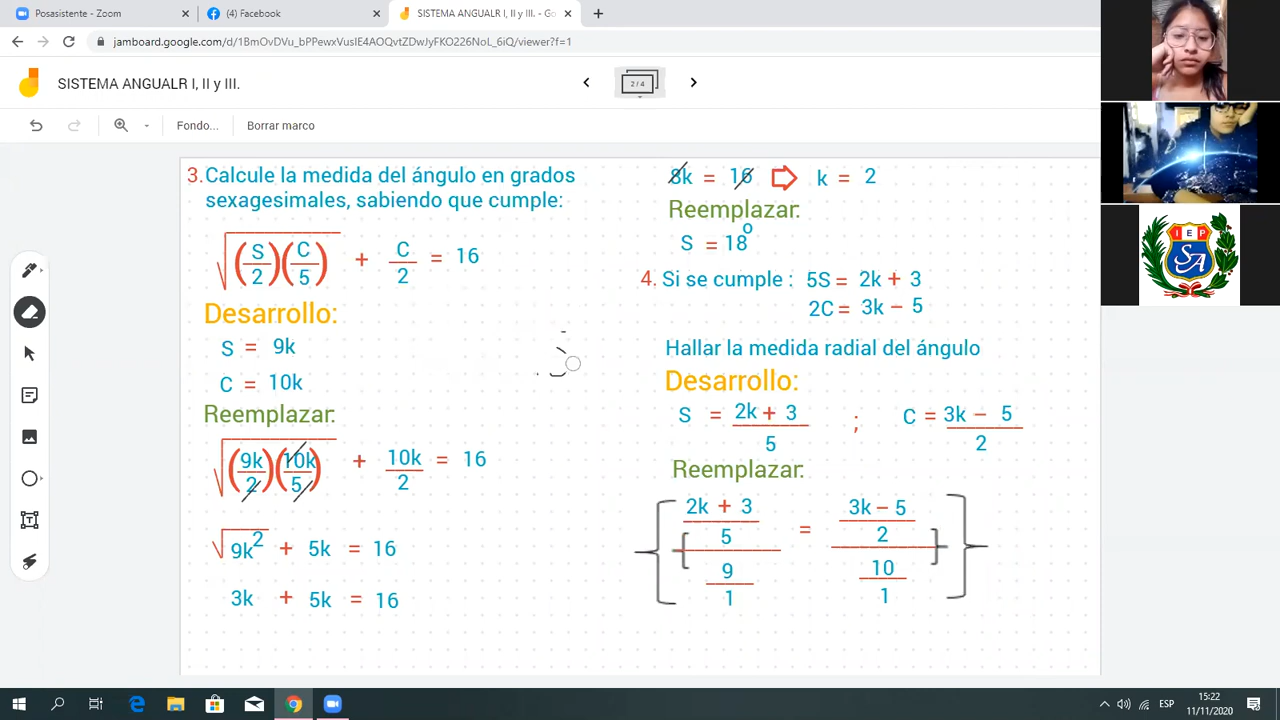 Posasistente - Zoom
(4) Facebook
SISTEMA ANGUALR I, II y III. - Go
jamboard.google.com/d/1BmOvDVu_bPPewxVusIE4AOQvtZDwJyFKO226NoL_6iQ/viewer?f=1
SISTEMA ANGUALR I, II y III.
2 / 4
Fondo...
Borrar marco
3. Calcule la medida del ángulo en grados
sexagesimales, sabiendo que cumple:
√(S/2)(C/5) + C/2 = 16
Desarrollo:
S = 9k
C = 10k
Reemplazar:
√(9k/2)(10k/5) + 10k/2 = 16
√9k² + 5k = 16
3k + 5k = 16
8k = 16 ⇨ k = 2
Reemplazar:
S = 18°
4. Si se cumple : 5S = 2k + 3
2C = 3k − 5
Hallar la medida radial del ángulo
Desarrollo:
S = 2k + 3 / 5 ; C = 3k − 5 / 2
Reemplazar:
2k + 3 / 5 / 9 / 1 = 3k − 5 / 2 / 10 / 1
I E P
SA
ESP
15:22
11/11/2020